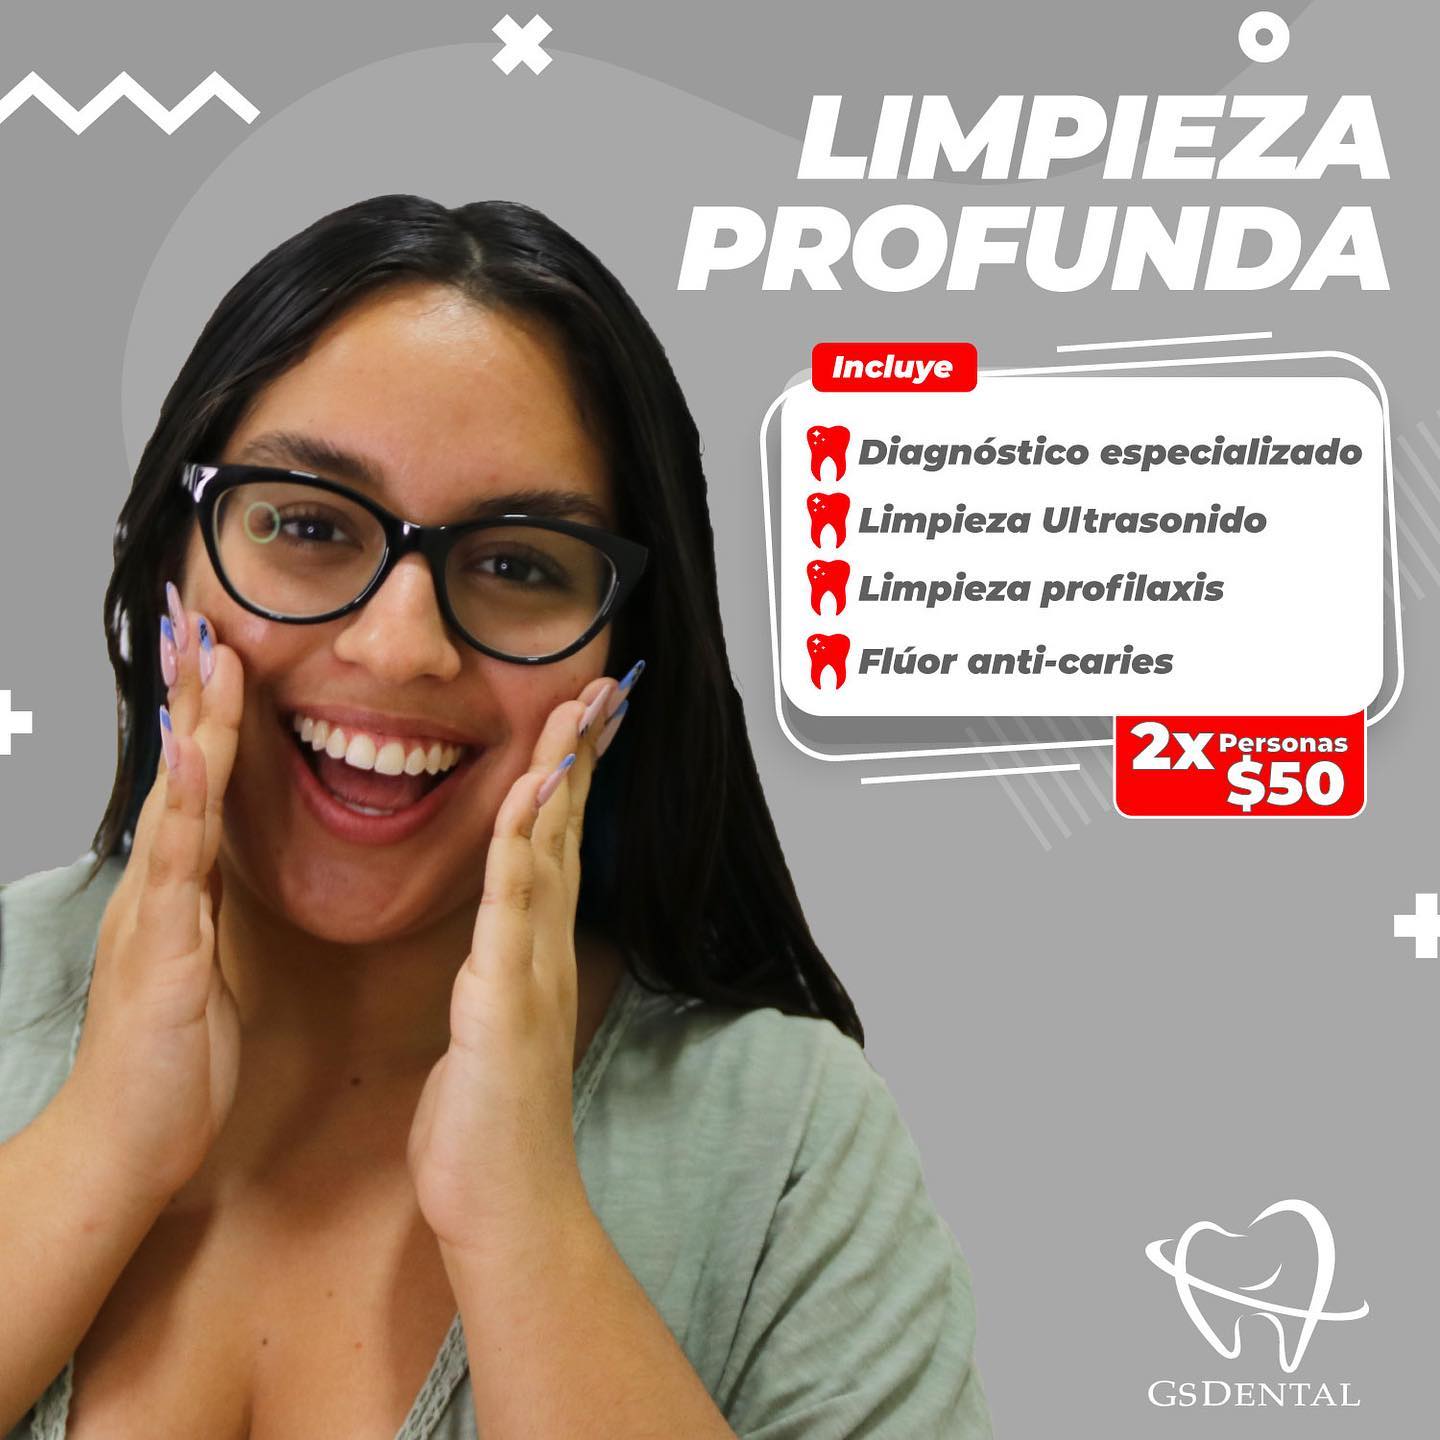 LIMPIEZA
PROFUNDA
Incluye
Diagnóstico especializado
Limpieza Ultrasonido
Limpieza profilaxis
Flúor anti-caries
2x Personas
$50
GSDENTAL